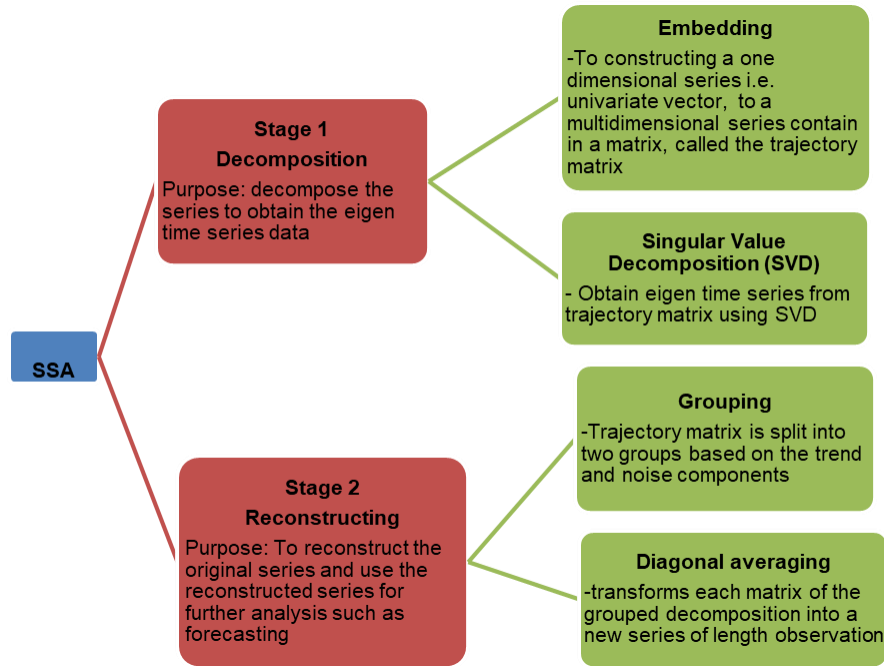 SSA
Stage 1
Decomposition
Purpose: decompose the
series to obtain the eigen
time series data
Embedding
-To constructing a one
dimensional series i.e.
univariate vector, to a
multidimensional series contain
in a matrix, called the trajectory
matrix
Singular Value
Decomposition (SVD)
- Obtain eigen time series from
trajectory matrix using SVD
Stage 2
Reconstructing
Purpose: To reconstruct the
original series and use the
reconstructed series for
further analysis such as
forecasting
Grouping
-Trajectory matrix is split into
two groups based on the trend
and noise components
Diagonal averaging
-transforms each matrix of the
grouped decomposition into a
new series of length observation